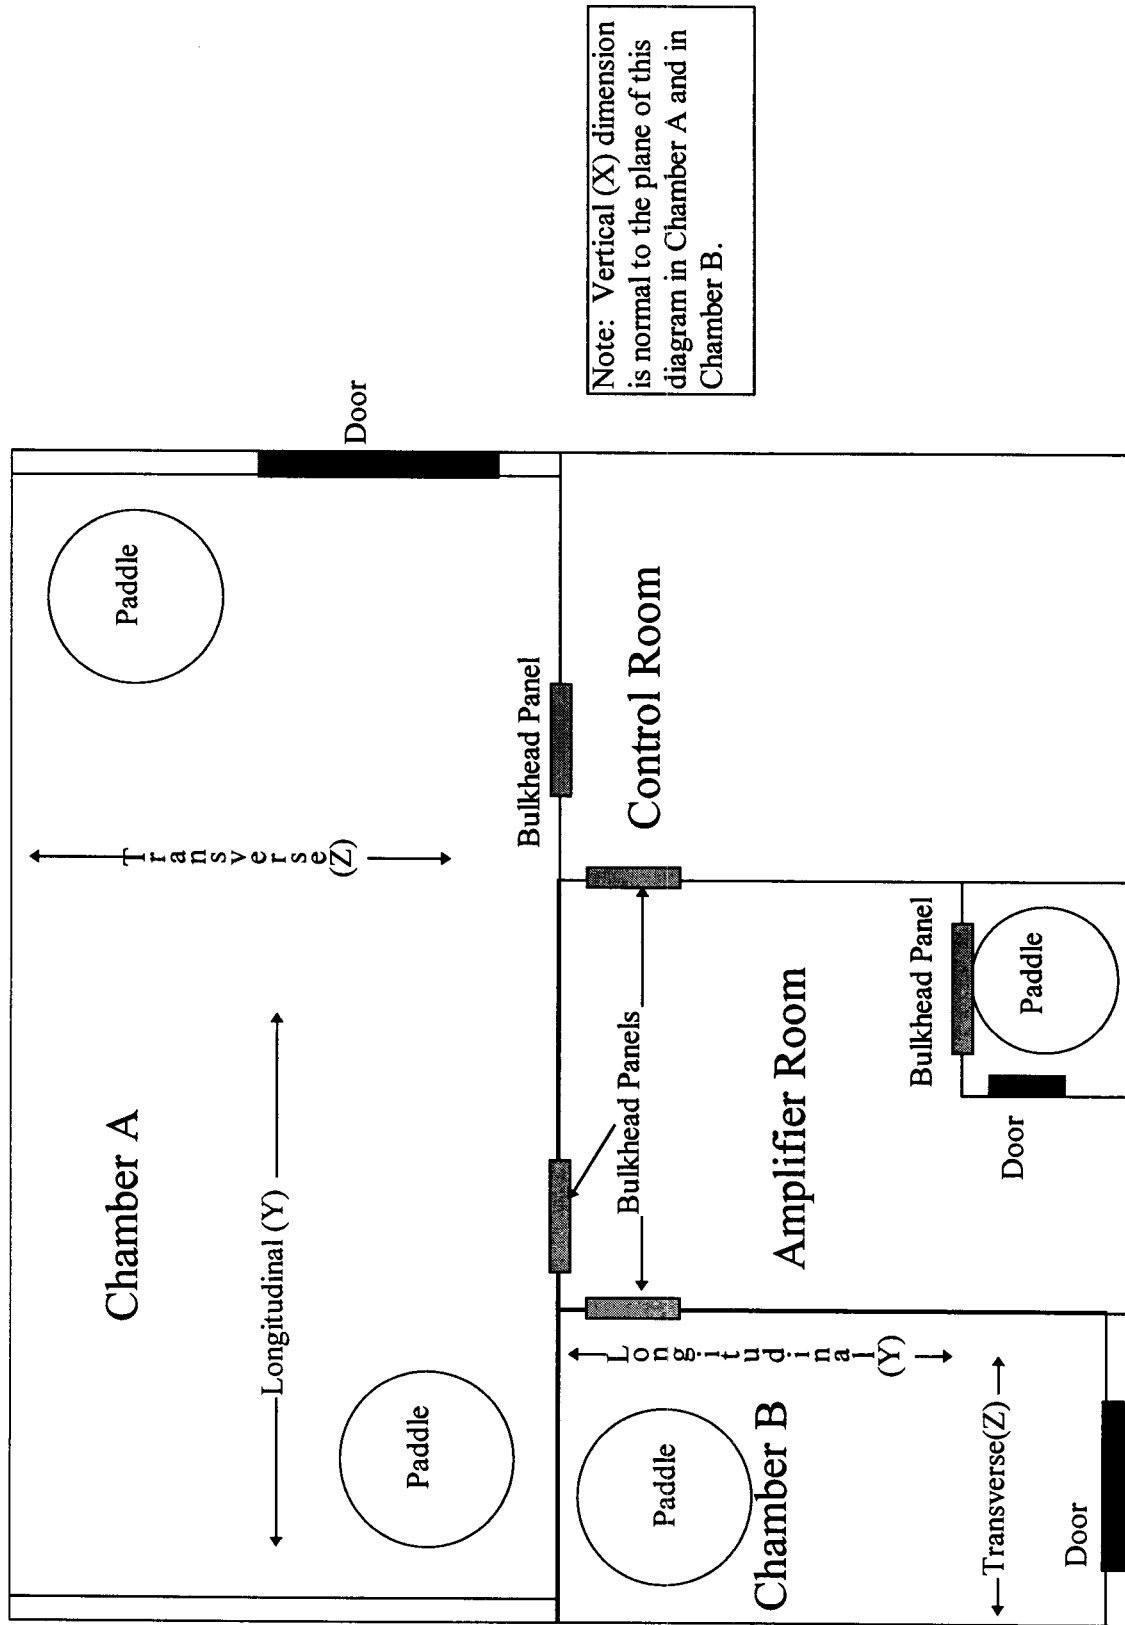 Chamber A
Paddle
Longitudinal (Y)
Transverse
(Z)
Paddle
Door
Bulkhead Panel
Bulkhead Panels
Control Room
Amplifier Room
Bulkhead Panel
Paddle
Door
Longitudinal
(Y)
Paddle
Chamber B
Transverse(Z)
Door
Note: Vertical (X) dimension
is normal to the plane of this
diagram in Chamber A and in
Chamber B.